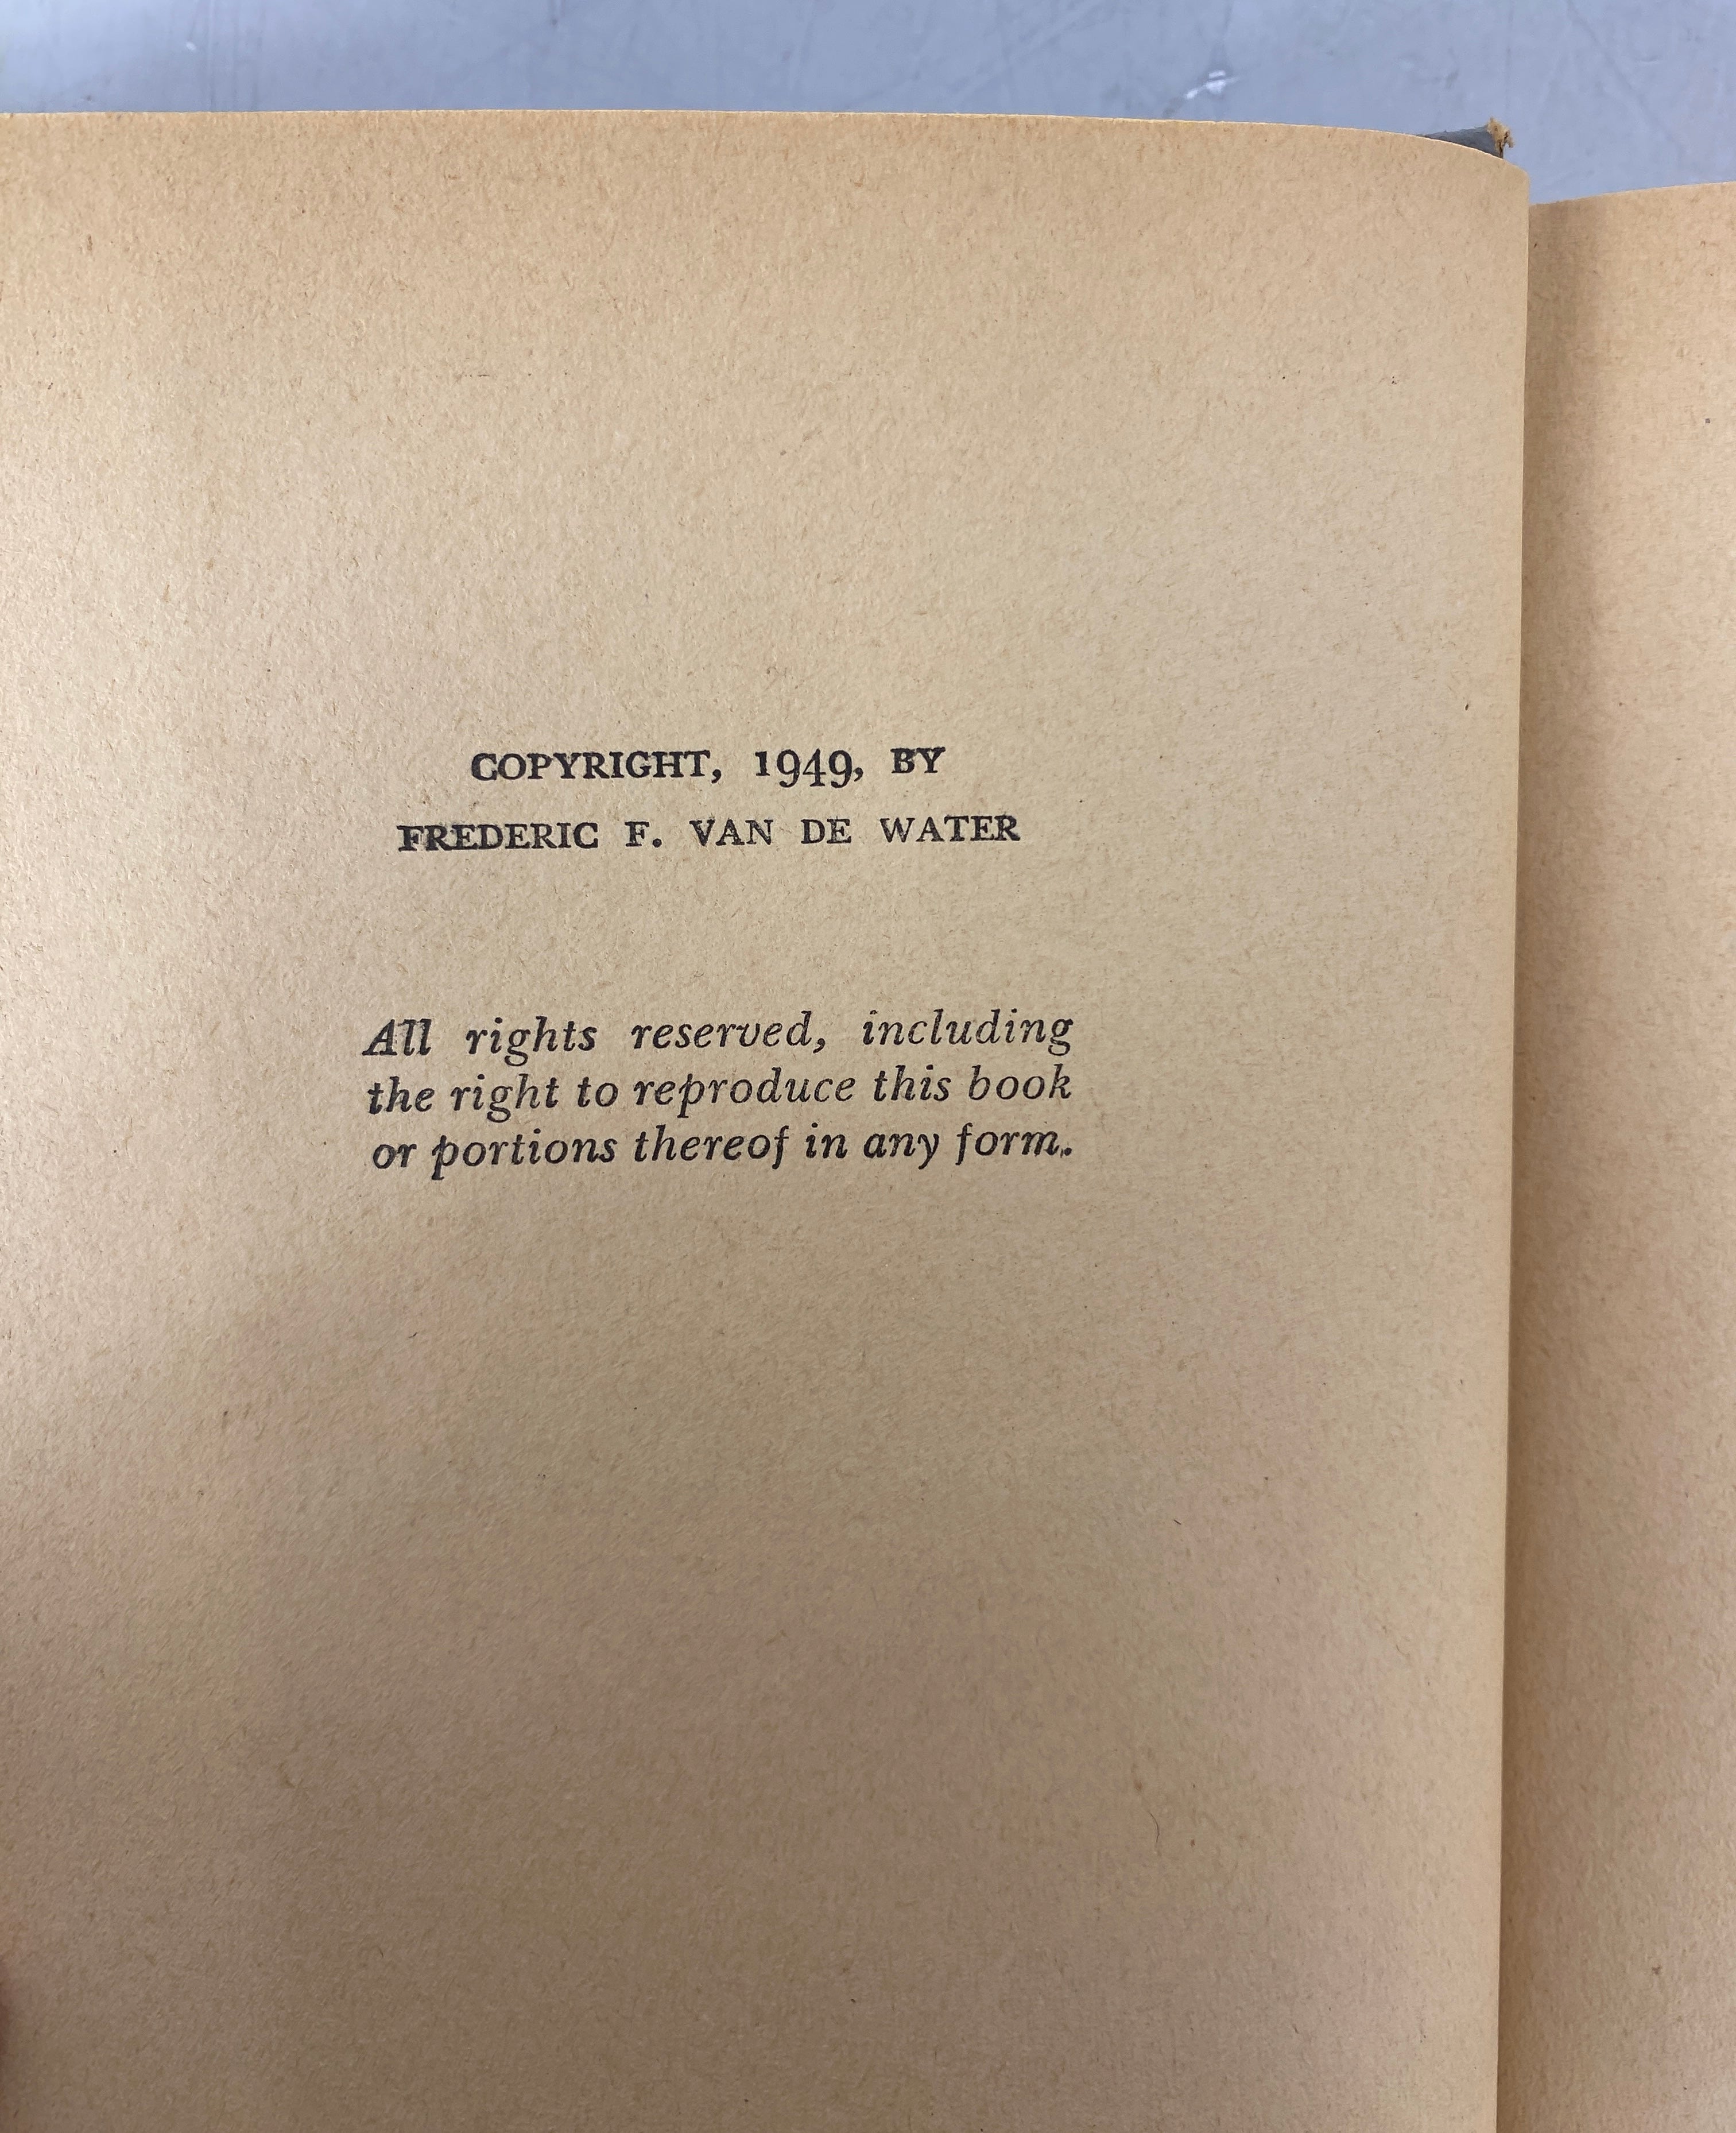 COPYRIGHT, 1949, BY
FREDERIC F. VAN DE WATER
All rights reserved, including
the right to reproduce this book
or portions thereof in any form.